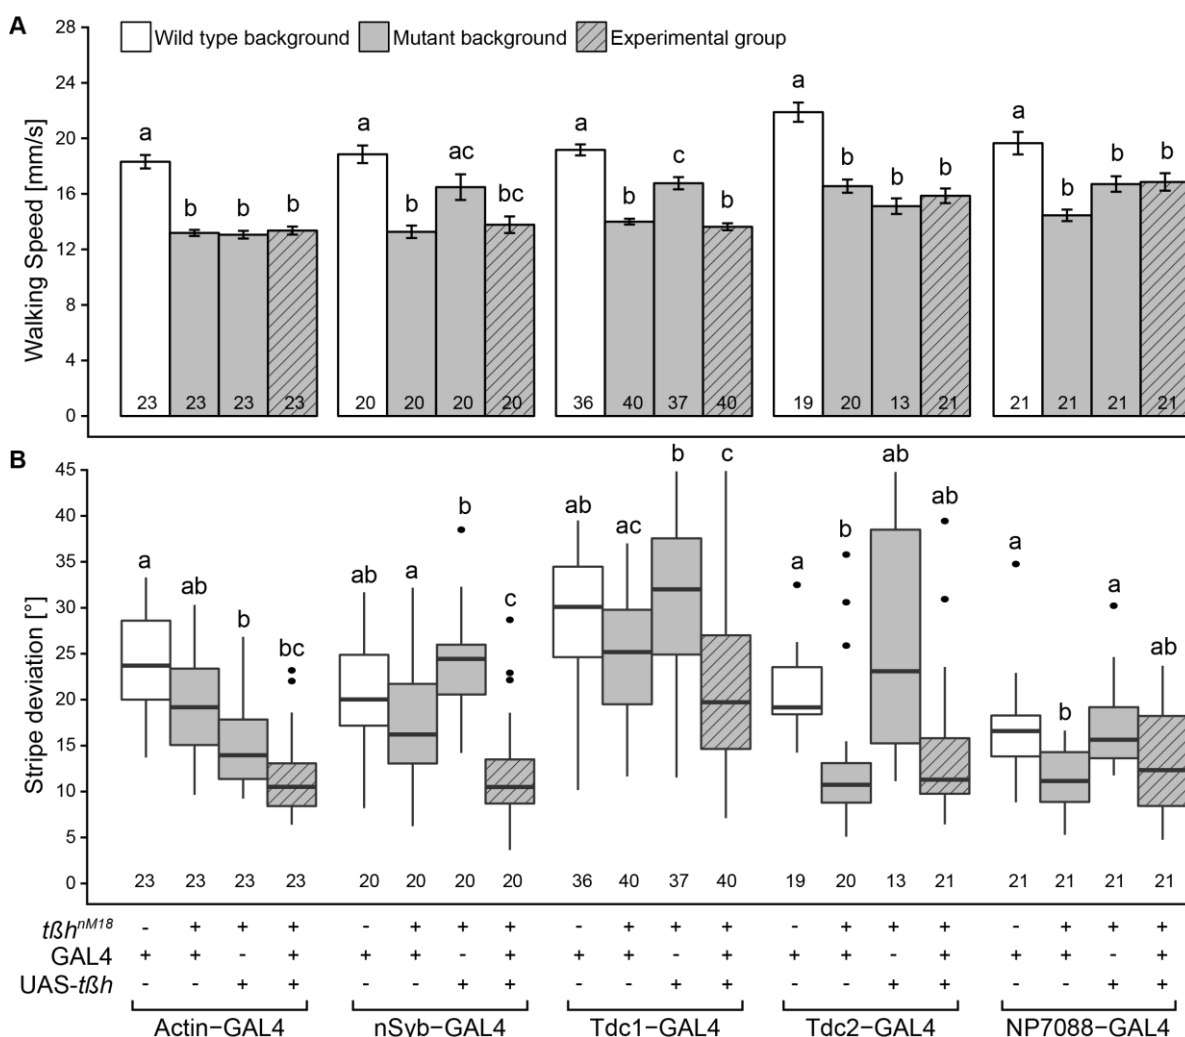 A
28
Wild type background Mutant background Experimental group
24
20
16
12
8
4
0
Walking Speed [mm/s]
a b b b
a b ac bc
a b c b
a b b b
a b b b
23 23 23 23 20 20 20 20 36 40 37 40 19 20 13 21 21 21 21 21
B
45
40
35
30
25
20
15
10
5
0
Stripe deviation [°]
a ab b bc
ab a b c
ab ac b c
a b ab ab
a b a ab
23 23 23 23 20 20 20 20 36 40 37 40 19 20 13 21 21 21 21 21
tßh^nM18 - + + + - + + + - + + + - + + + - + + +
GAL4 + + - + + + - + + + - + + + - + + + - +
UAS-tßh - - + + - - + + - - + + - - + + - - + +
Actin-GAL4 nSyb-GAL4 Tdc1-GAL4 Tdc2-GAL4 NP7088-GAL4